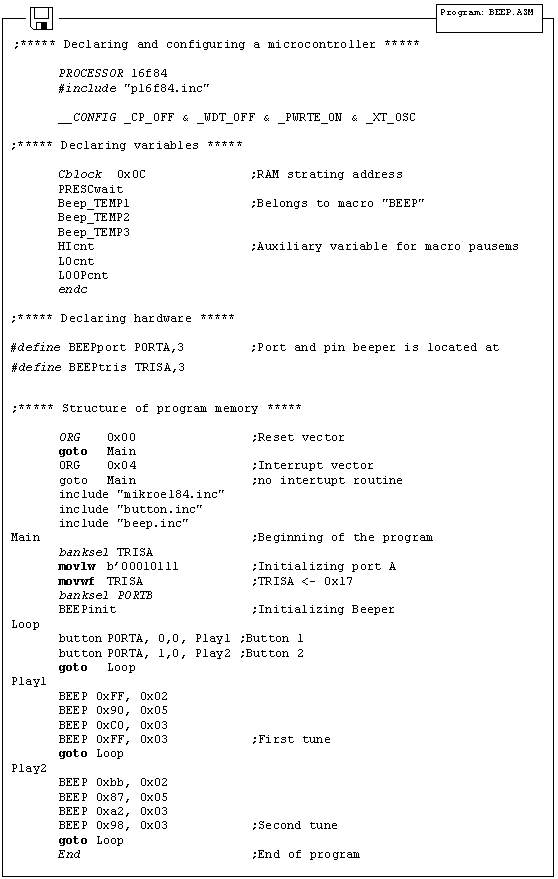 Program: BEEP.ASM
;***** Declaring and configuring a microcontroller *****
PROCESSOR 16f84
#include "p16f84.inc"
__CONFIG _CP_OFF & _WDT_OFF & _PWRTE_ON & _XT_OSC
;***** Declaring variables *****
Cblock 0x0C ;RAM strating address
PRESCwait
Beep_TEMP1 ;Belongs to macro "BEEP"
Beep_TEMP2
Beep_TEMP3
HIcnt ;Auxiliary variable for macro pausems
LOcnt
LOOPcnt
endc
;***** Declaring hardware *****
#define BEEPport PORTA,3 ;Port and pin beeper is located at
#define BEEPtris TRISA,3
;***** Structure of program memory *****
ORG 0x00 ;Reset vector
goto Main
ORG 0x04 ;Interrupt vector
goto Main ;no intertupt routine
include "mikroel84.inc"
include "button.inc"
include "beep.inc"
Main ;Beginning of the program
banksel TRISA
movlw b'00010111 ;Initializing port A
movwf TRISA ;TRISA <- 0x17
banksel PORTB
BEEPinit ;Initializing Beeper
Loop
button PORTA, 0,0, Play1 ;Button 1
button PORTA, 1,0, Play2 ;Button 2
goto Loop
Play1
BEEP 0xFF, 0x02
BEEP 0x90, 0x05
BEEP 0xC0, 0x03
BEEP 0xFF, 0x03 ;First tune
goto Loop
Play2
BEEP 0xbb, 0x02
BEEP 0x87, 0x05
BEEP 0xa2, 0x03
BEEP 0x98, 0x03 ;Second tune
goto Loop
End ;End of program